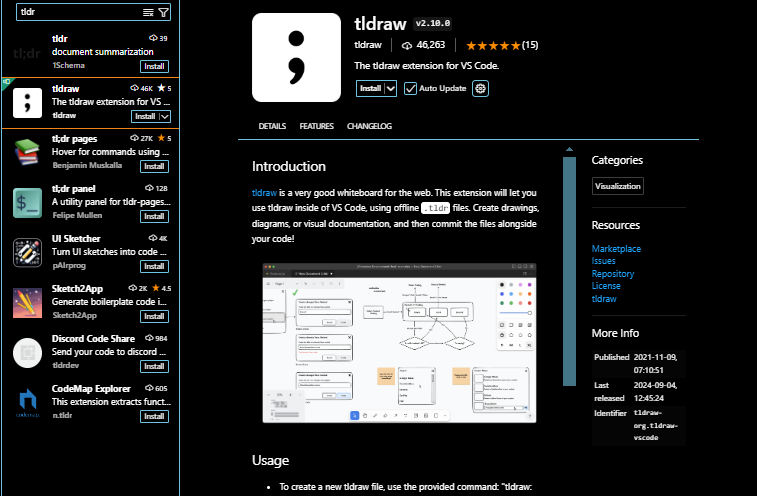 tldr
tldr
39
document summarization
1Schema
Install
tldraw
46K
5
The tldraw extension for VS ...
tldraw
Install
tl;dr pages
27K
5
Hover for commands using ...
Benjamin Muskalla
Install
tl;dr panel
128
A utility panel for tldr-pages...
Felipe Mullen
Install
UI Sketcher
4K
Turn UI sketches into code ...
pAIrprog
Install
Sketch2App
2K
4.5
Generate boilerplate code i...
Sketch2App
Install
Discord Code Share
984
Send your code to discord ...
tldrdev
Install
CodeMap Explorer
605
This extension extracts funct...
n.tldr
Install
tldraw v2.10.0
tldraw
46,263
(15)
The tldraw extension for VS Code.
Install
Auto Update
DETAILS FEATURES CHANGELOG
Introduction
tldraw is a very good whiteboard for the web. This extension will let you
use tldraw inside of VS Code, using offline .tldr files. Create drawings,
diagrams, or visual documentation, and then commit the files alongside
your code!
Usage
To create a new tldraw file, use the provided command: "tldraw:
Categories
Visualization
Resources
Marketplace
Issues
Repository
License
tldraw
More Info
Published 2021-11-09,
07:10:51
Last 2024-09-04,
released 12:45:24
Identifier tldraw-
org.tldraw-
vscode